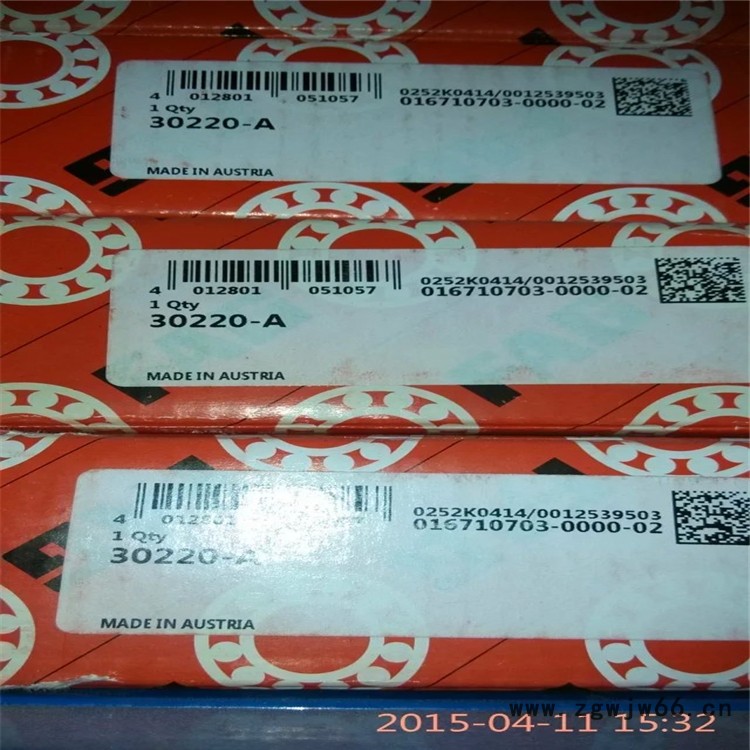 4 012801 051057
0252K0414/0012539503
016710703-0000-02
1 Qty
30220-A
MADE IN AUSTRIA
4 012801 051057
0252K0414/0012539503
016710703-0000-02
1 Qty
30220-A
MADE IN AUSTRIA
4 012801
0252K0414/0012539503
016710703-0000-02
1 Qty
30220-A
MADE IN AUSTRIA
www.zgwjw66.cn
2015-04-11 15:32